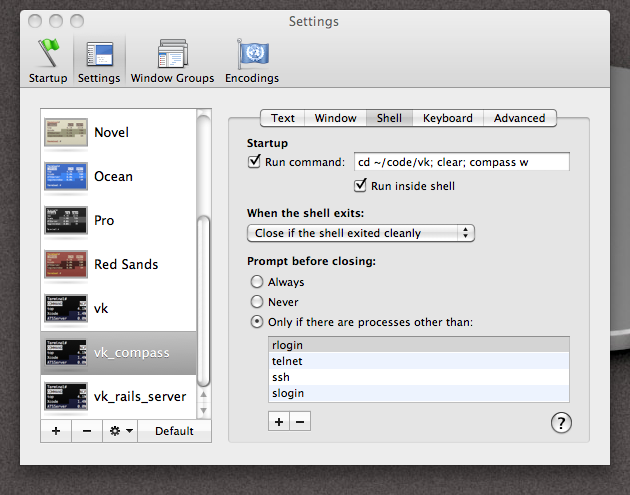 Settings
Startup
Settings
Window Groups
Encodings
Novel
Ocean
Pro
Red Sands
vk
vk_compass
vk_rails_server
+
−
Default
Text
Window
Shell
Keyboard
Advanced
Startup
Run command:
cd ~/code/vk; clear; compass w
Run inside shell
When the shell exits:
Close if the shell exited cleanly
Prompt before closing:
Always
Never
Only if there are processes other than:
rlogin
telnet
ssh
slogin
+
−
?